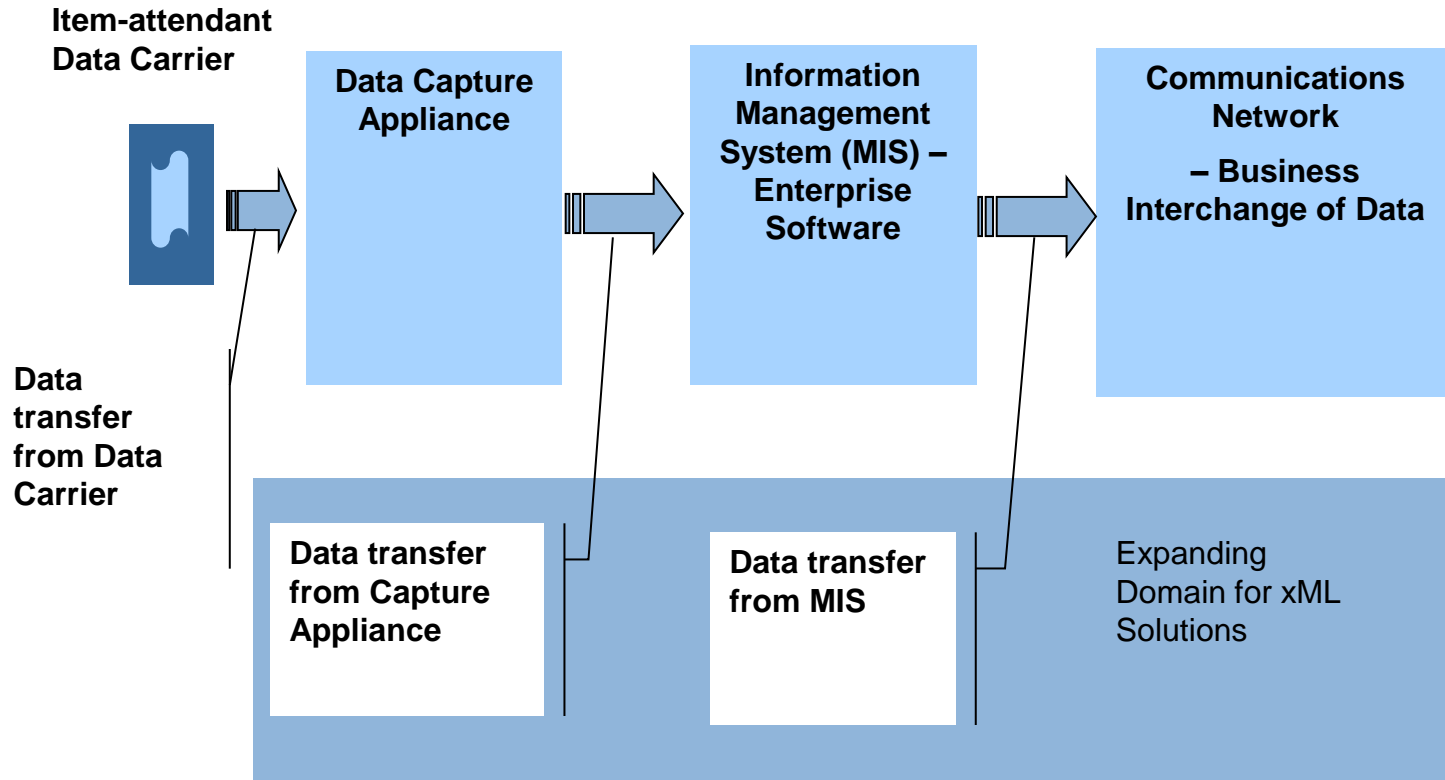 Item-attendant
Data Carrier
Data Capture
Appliance
Information
Management
System (MIS) –
Enterprise
Software
Communications
Network
– Business
Interchange of Data
Data
transfer
from Data
Carrier
Data transfer
from Capture
Appliance
Data transfer
from MIS
Expanding
Domain for xML
Solutions